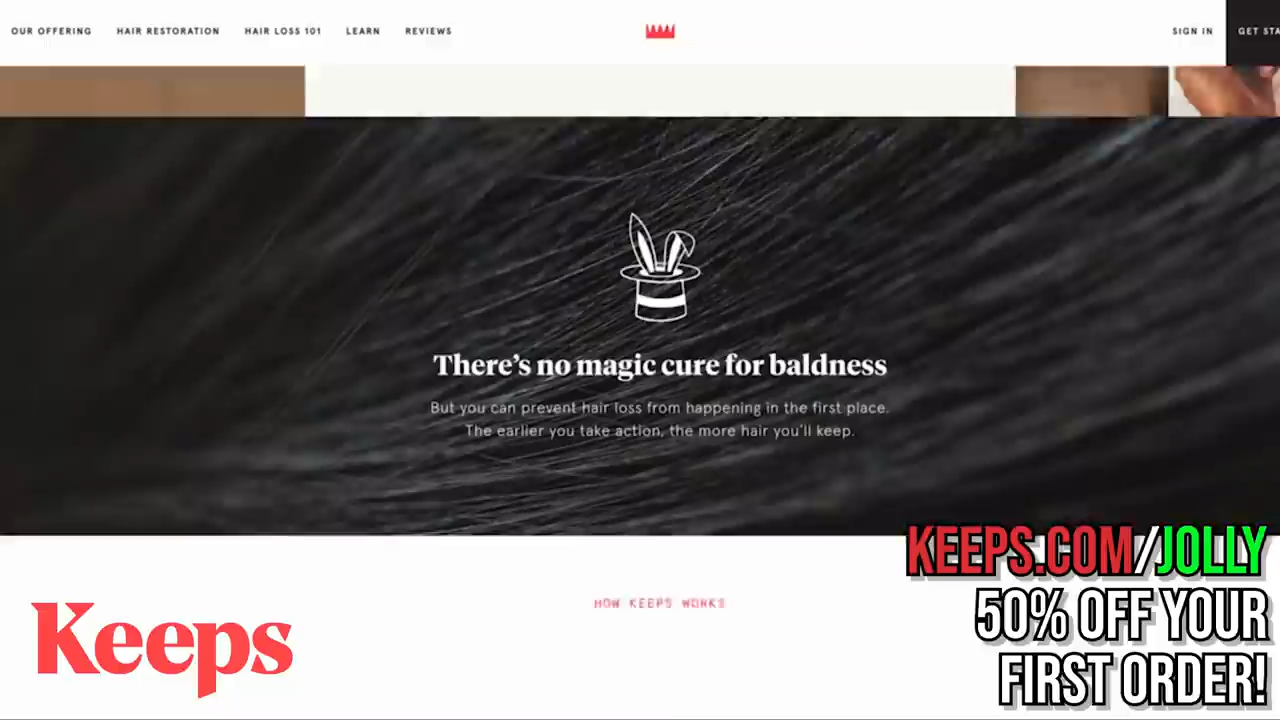 OUR OFFERING HAIR RESTORATION HAIR LOSS 101 LEARN REVIEWS SIGN IN GET STA
There's no magic cure for baldness
But you can prevent hair loss from happening in the first place.
The earlier you take action, the more hair you'll keep.
HOW KEEPS WORKS
Keeps
KEEPS.COM/JOLLY
50% OFF YOUR
FIRST ORDER!